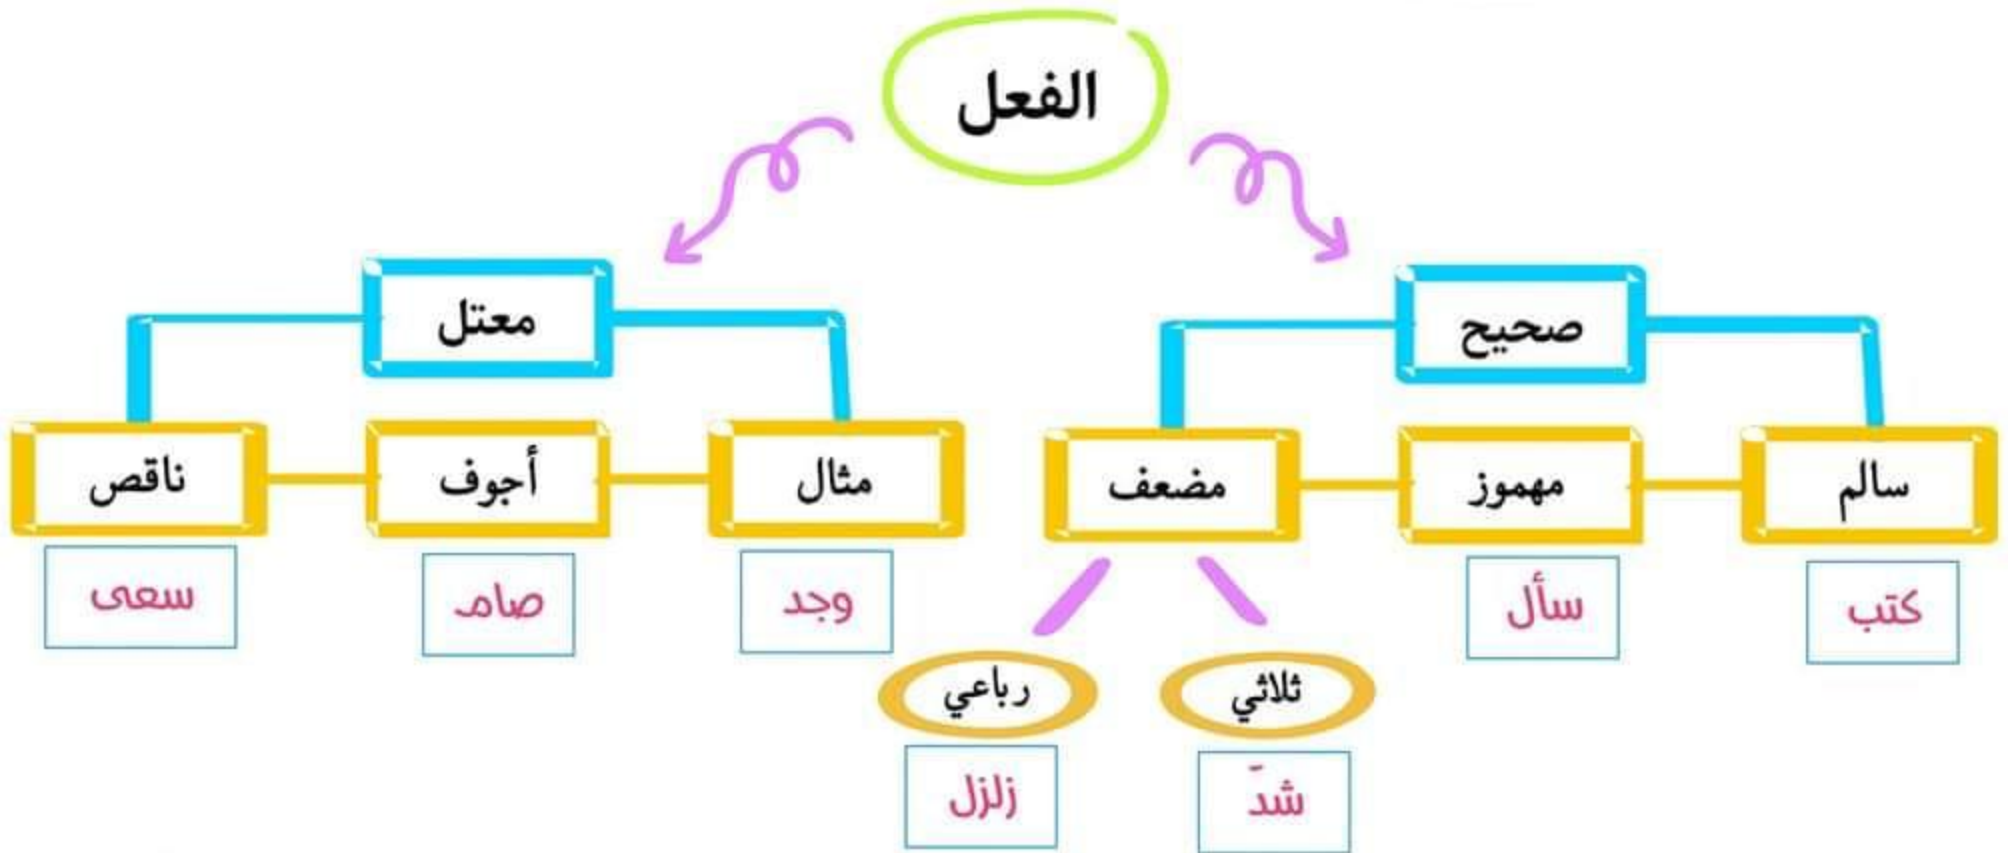 الفعل
صحيح
معتل
سالم
مهموز
مضعف
مثال
أجوف
ناقص
كتب
سأل
وجد
صام
سعى
ثلاثي
رباعي
شدَّ
زلزل